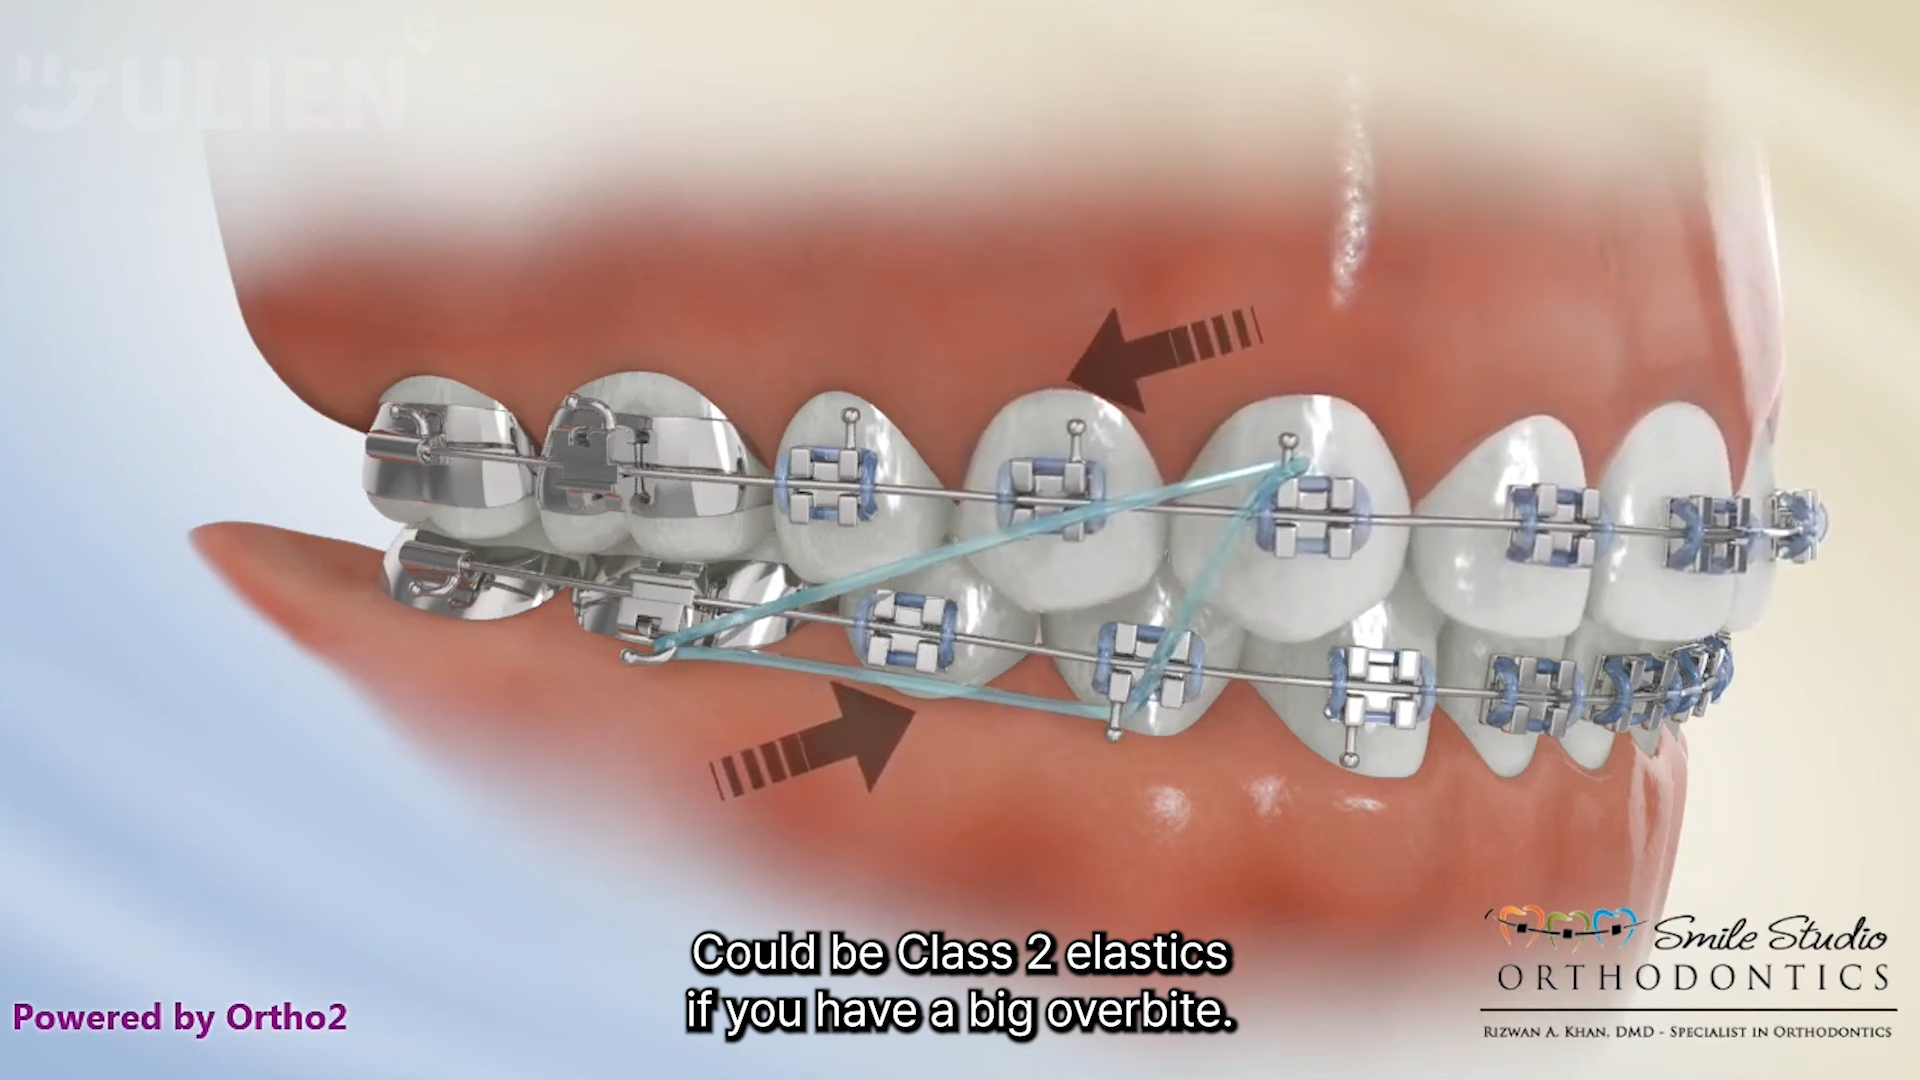 ULIEN
Could be Class 2 elastics
if you have a big overbite.
Powered by Ortho2
Smile Studio
ORTHODONTICS
RIZWAN A. KHAN, DMD - SPECIALIST IN ORTHODONTICS